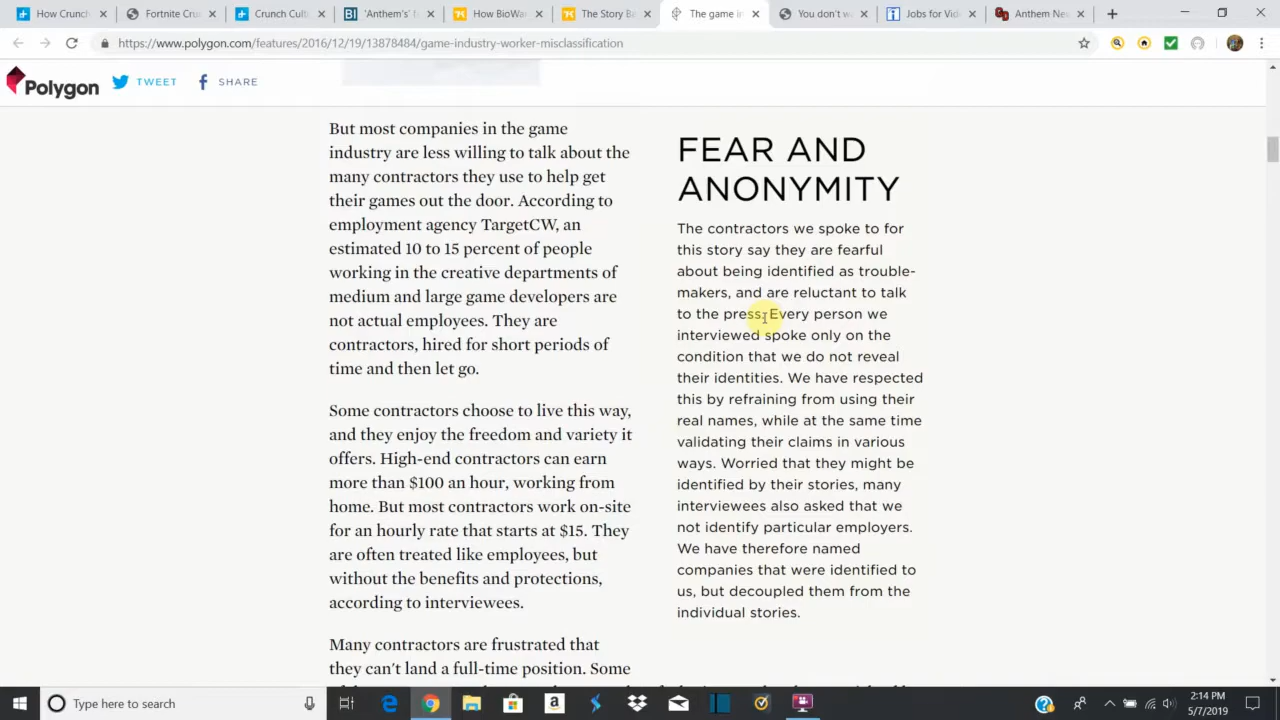 How Crunch
Fortnite Cru
Crunch Cult
'Anthem's'
How BioWa
The Story B
The game i
You don't w
Jobs for Vid
Anthem Nes
https://www.polygon.com/features/2016/12/19/13878484/game-industry-worker-misclassification
Polygon
TWEET
SHARE
But most companies in the game
industry are less willing to talk about the
many contractors they use to help get
their games out the door. According to
employment agency TargetCW, an
estimated 10 to 15 percent of people
working in the creative departments of
medium and large game developers are
not actual employees. They are
contractors, hired for short periods of
time and then let go.
Some contractors choose to live this way,
and they enjoy the freedom and variety it
offers. High-end contractors can earn
more than $100 an hour, working from
home. But most contractors work on-site
for an hourly rate that starts at $15. They
are often treated like employees, but
without the benefits and protections,
according to interviewees.
Many contractors are frustrated that
they can't land a full-time position. Some
FEAR AND
ANONYMITY
The contractors we spoke to for
this story say they are fearful
about being identified as trouble-
makers, and are reluctant to talk
to the press. Every person we
interviewed spoke only on the
condition that we do not reveal
their identities. We have respected
this by refraining from using their
real names, while at the same time
validating their claims in various
ways. Worried that they might be
identified by their stories, many
interviewees also asked that we
not identify particular employers.
We have therefore named
companies that were identified to
us, but decoupled them from the
individual stories.
Type here to search
2:14 PM
5/7/2019